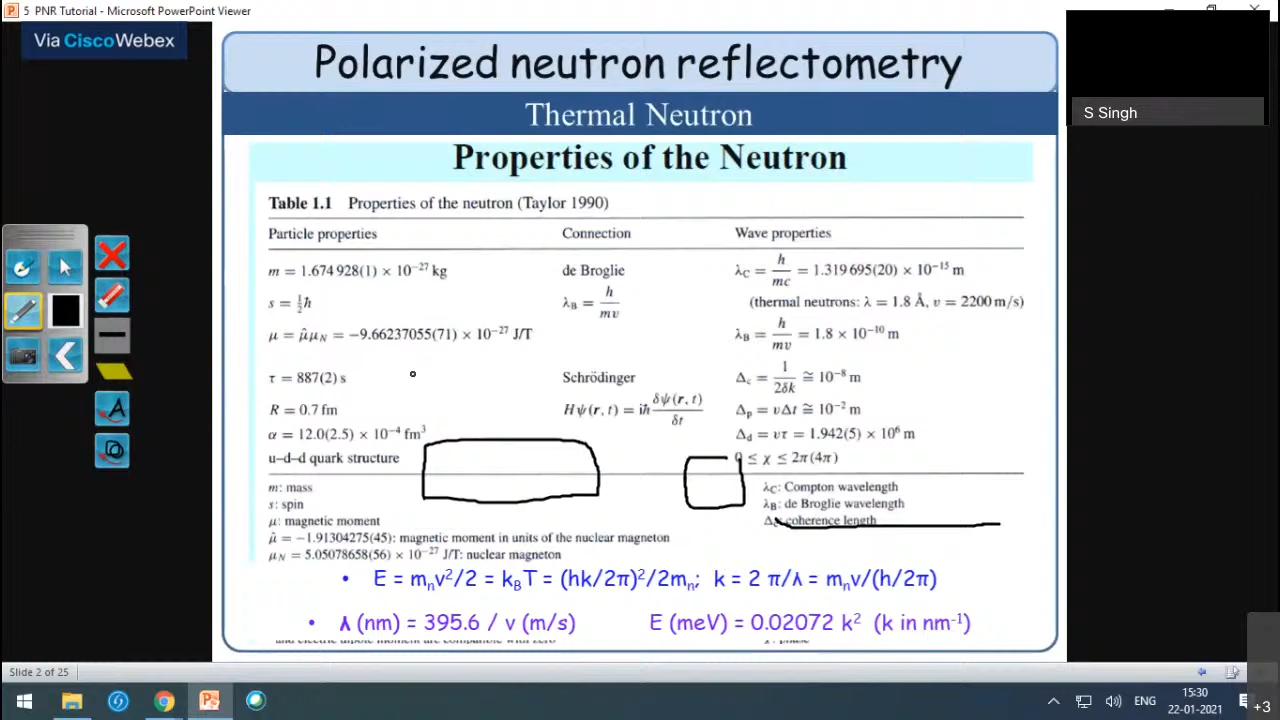 5 PNR Tutorial - Microsoft PowerPoint Viewer
Via CiscoWebex
S Singh
Polarized neutron reflectometry
Thermal Neutron
Properties of the Neutron
Table 1.1 Properties of the neutron (Taylor 1990)
Particle properties Connection Wave properties
m = 1.674 928(1) × 10⁻²⁷ kg de Broglie λC = h/mc = 1.319 695(20) × 10⁻¹⁵ m
s = ½ħ λB = h/mv (thermal neutrons: λ = 1.8 Å, v = 2200 m/s)
μ = μ̂μN = −9.66237055(71) × 10⁻²⁷ J/T λB = h/mv = 1.8 × 10⁻¹⁰ m
τ = 887(2) s Schrödinger Δc = 1/2δk ≅ 10⁻⁸ m
R = 0.7 fm Hψ(r, t) = iħ δψ(r, t)/δt Δp = vΔt ≅ 10⁻² m
α = 12.0(2.5) × 10⁻⁴ fm³ Δd = vτ = 1.942(5) × 10⁶ m
u–d–d quark structure 0 ≤ χ ≤ 2π(4π)
m: mass λC: Compton wavelength
s: spin λB: de Broglie wavelength
μ: magnetic moment Δc: coherence length
μ̂ = −1.91304275(45): magnetic moment in units of the nuclear magneton
μN = 5.05078658(56) × 10⁻²⁷ J/T: nuclear magneton
• E = mnv²/2 = kBT = (hk/2π)²/2mn; k = 2 π/λ = mnv/(h/2π)
• λ (nm) = 395.6 / v (m/s) E (meV) = 0.02072 k² (k in nm⁻¹)
Slide 2 of 25
ENG
15:30
22-01-2021
+3